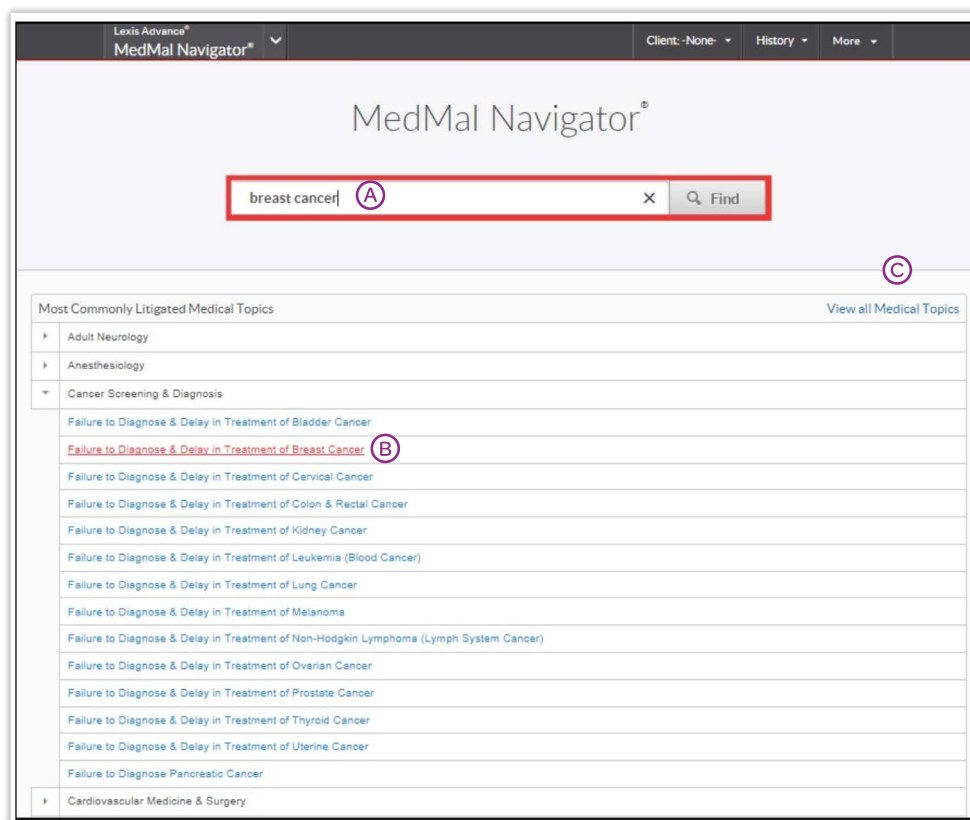 Lexis Advance®
MedMal Navigator®
Client: -None-
History
More
MedMal Navigator®
breast cancer
A
X
Find
C
Most Commonly Litigated Medical Topics
View all Medical Topics
Adult Neurology
Anesthesiology
Cancer Screening & Diagnosis
Failure to Diagnose & Delay in Treatment of Bladder Cancer
Failure to Diagnose & Delay in Treatment of Breast Cancer B
Failure to Diagnose & Delay in Treatment of Cervical Cancer
Failure to Diagnose & Delay in Treatment of Colon & Rectal Cancer
Failure to Diagnose & Delay in Treatment of Kidney Cancer
Failure to Diagnose & Delay in Treatment of Leukemia (Blood Cancer)
Failure to Diagnose & Delay in Treatment of Lung Cancer
Failure to Diagnose & Delay in Treatment of Melanoma
Failure to Diagnose & Delay in Treatment of Non-Hodgkin Lymphoma (Lymph System Cancer)
Failure to Diagnose & Delay in Treatment of Ovarian Cancer
Failure to Diagnose & Delay in Treatment of Prostate Cancer
Failure to Diagnose & Delay in Treatment of Thyroid Cancer
Failure to Diagnose & Delay in Treatment of Uterine Cancer
Failure to Diagnose Pancreatic Cancer
Cardiovascular Medicine & Surgery